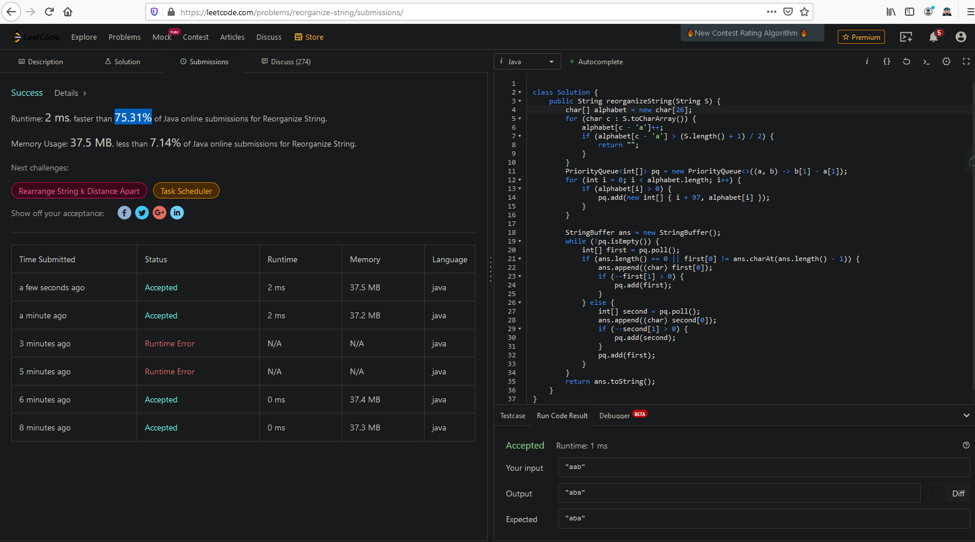 https://leetcode.com/problems/reorganize-string/submissions/
LeetCode Explore Problems Mock new Contest Articles Discuss Store
New Contest Rating Algorithm
Premium
5
Description Solution Submissions Discuss (274)
i Java Autocomplete
Success Details >
Runtime: 2 ms, faster than 75.31% of Java online submissions for Reorganize String.
Memory Usage: 37.5 MB, less than 7.14% of Java online submissions for Reorganize String.
Next challenges:
Rearrange String k Distance Apart Task Scheduler
Show off your acceptance:
Time Submitted Status Runtime Memory Language
a few seconds ago Accepted 2 ms 37.5 MB java
a minute ago Accepted 2 ms 37.2 MB java
3 minutes ago Runtime Error N/A N/A java
5 minutes ago Runtime Error N/A N/A java
6 minutes ago Accepted 0 ms 37.4 MB java
8 minutes ago Accepted 0 ms 37.3 MB java
1
2 class Solution {
3 public String reorganizeString(String S) {
4 char[] alphabet = new char[26];
5 for (char c : S.toCharArray()) {
6 alphabet[c - 'a']++;
7 if (alphabet[c - 'a'] > (S.length() + 1) / 2) {
8 return "";
9 }
10 }
11 PriorityQueue<int[]> pq = new PriorityQueue<>((a, b) -> b[1] - a[1]);
12 for (int i = 0; i < alphabet.length; i++) {
13 if (alphabet[i] > 0) {
14 pq.add(new int[] { i + 97, alphabet[i] });
15 }
16 }
17
18 StringBuffer ans = new StringBuffer();
19 while (!pq.isEmpty()) {
20 int[] first = pq.poll();
21 if (ans.length() == 0 || first[0] != ans.charAt(ans.length() - 1)) {
22 ans.append((char) first[0]);
23 if (--first[1] > 0) {
24 pq.add(first);
25 }
26 } else {
27 int[] second = pq.poll();
28 ans.append((char) second[0]);
29 if (--second[1] > 0) {
30 pq.add(second);
31 }
32 pq.add(first);
33 }
34 }
35 return ans.toString();
36 }
37 }
Testcase Run Code Result Debugger BETA
Accepted Runtime: 1 ms
Your input "aab"
Output "aba" Diff
Expected "aba"